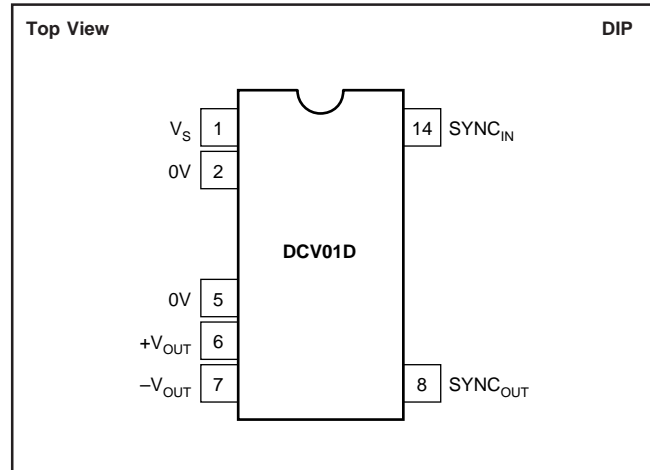 Top View DIP
V_S 1 14 SYNC_IN
0V 2
DCV01D
0V 5
+V_OUT 6
–V_OUT 7 8 SYNC_OUT